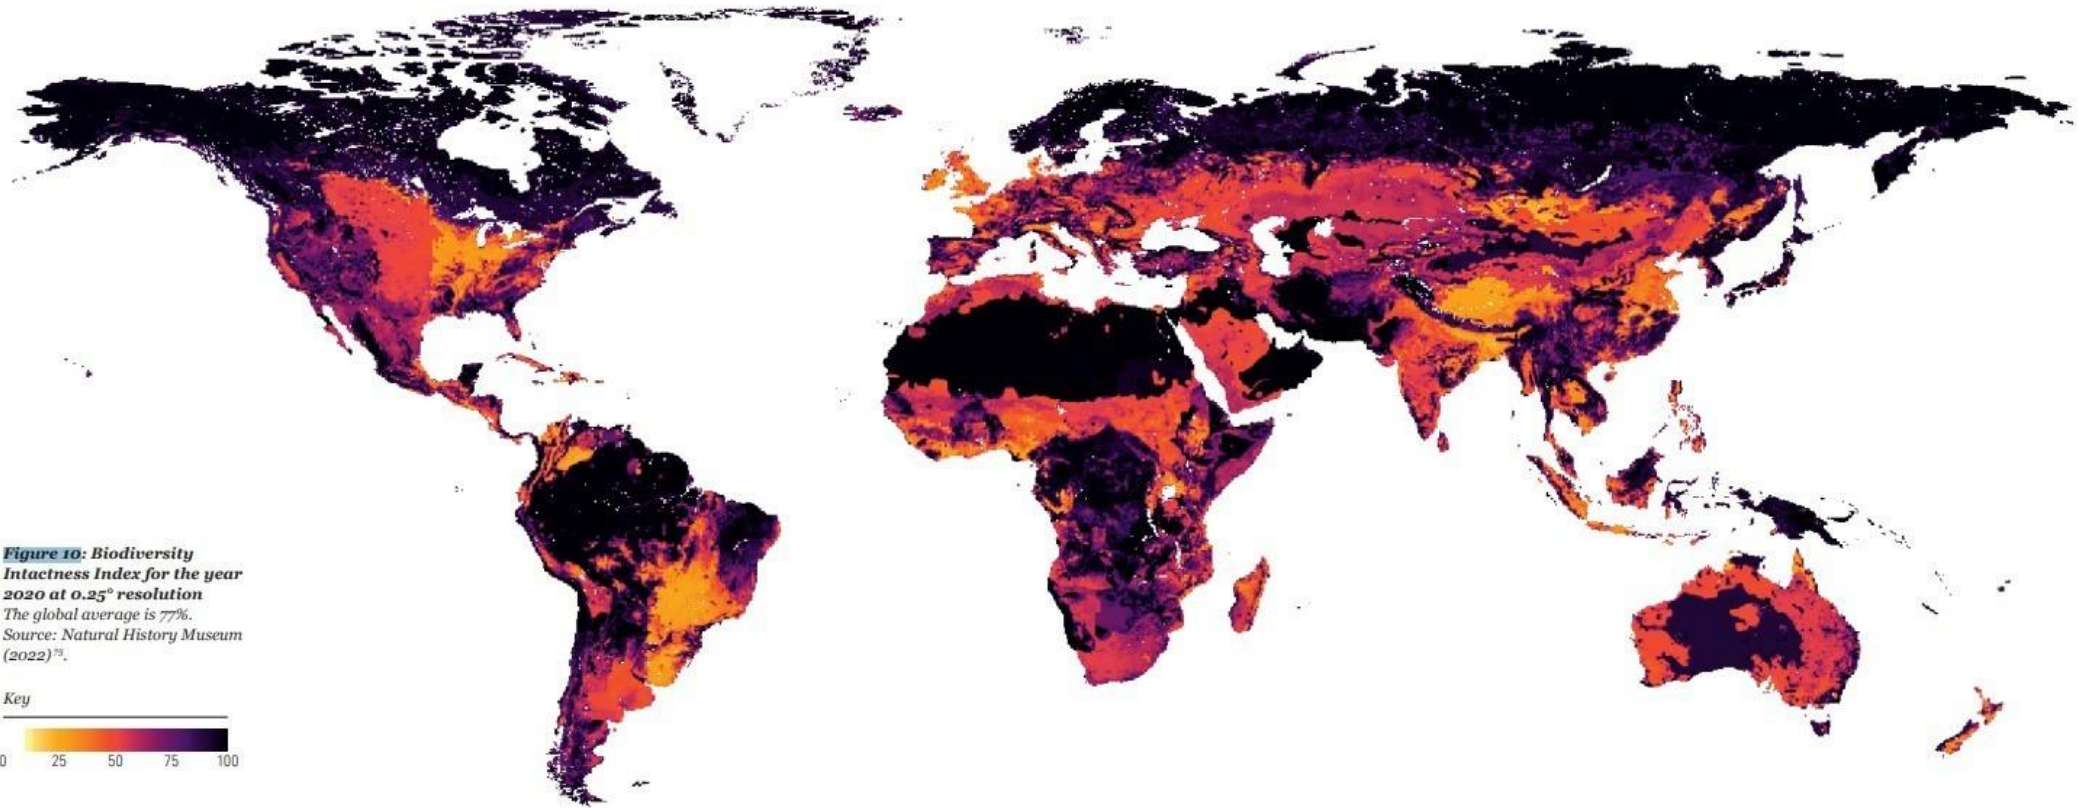 Figure 10: Biodiversity
Intactness Index for the year
2020 at 0.25° resolution
The global average is 77%.
Source: Natural History Museum
(2022)⁷⁵.
Key
0 25 50 75 100